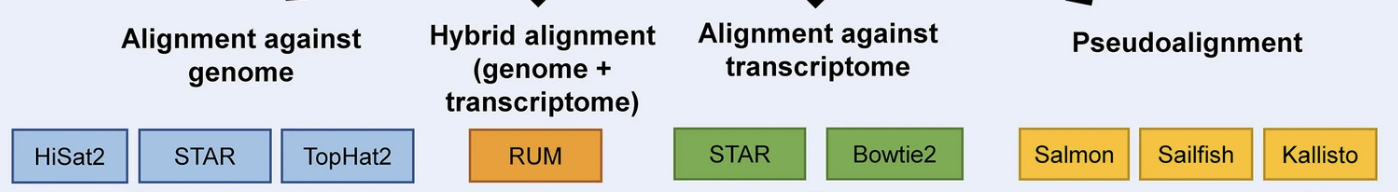 Alignment against
genome
Hybrid alignment
(genome +
transcriptome)
Alignment against
transcriptome
Pseudoalignment
HiSat2
STAR
TopHat2
RUM
STAR
Bowtie2
Salmon
Sailfish
Kallisto